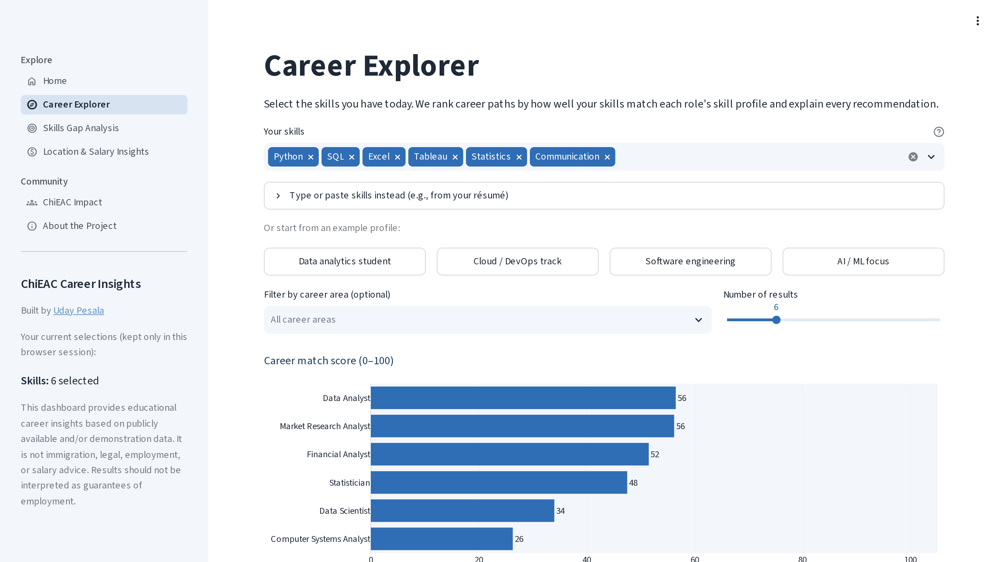 Explore
Home
Career Explorer
Skills Gap Analysis
Location & Salary Insights
Community
ChiEAC Impact
About the Project
ChiEAC Career Insights
Built by Uday Pesala
Your current selections (kept only in this
browser session):
Skills: 6 selected
This dashboard provides educational
career insights based on publicly
available and/or demonstration data. It
is not immigration, legal, employment,
or salary advice. Results should not be
interpreted as guarantees of
employment.
Career Explorer
Select the skills you have today. We rank career paths by how well your skills match each role's skill profile and explain every recommendation.
Your skills
Python SQL Excel Tableau Statistics Communication
Type or paste skills instead (e.g., from your résumé)
Or start from an example profile:
Data analytics student Cloud / DevOps track Software engineering AI / ML focus
Filter by career area (optional)
All career areas
Number of results
6
Career match score (0–100)
Data Analyst 56
Market Research Analyst 56
Financial Analyst 52
Statistician 48
Data Scientist 34
Computer Systems Analyst 26
0 20 40 60 80 100